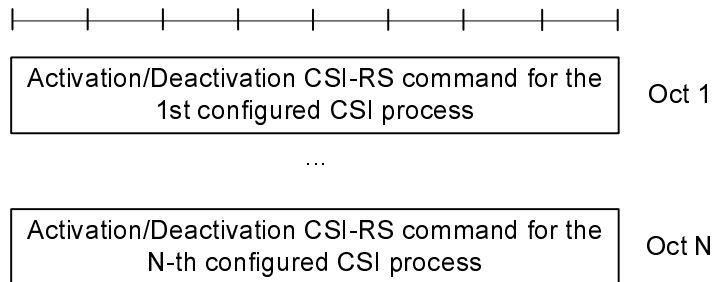 Activation/Deactivation CSI-RS command for the
1st configured CSI process
Oct 1
...
Activation/Deactivation CSI-RS command for the
N-th configured CSI process
Oct N